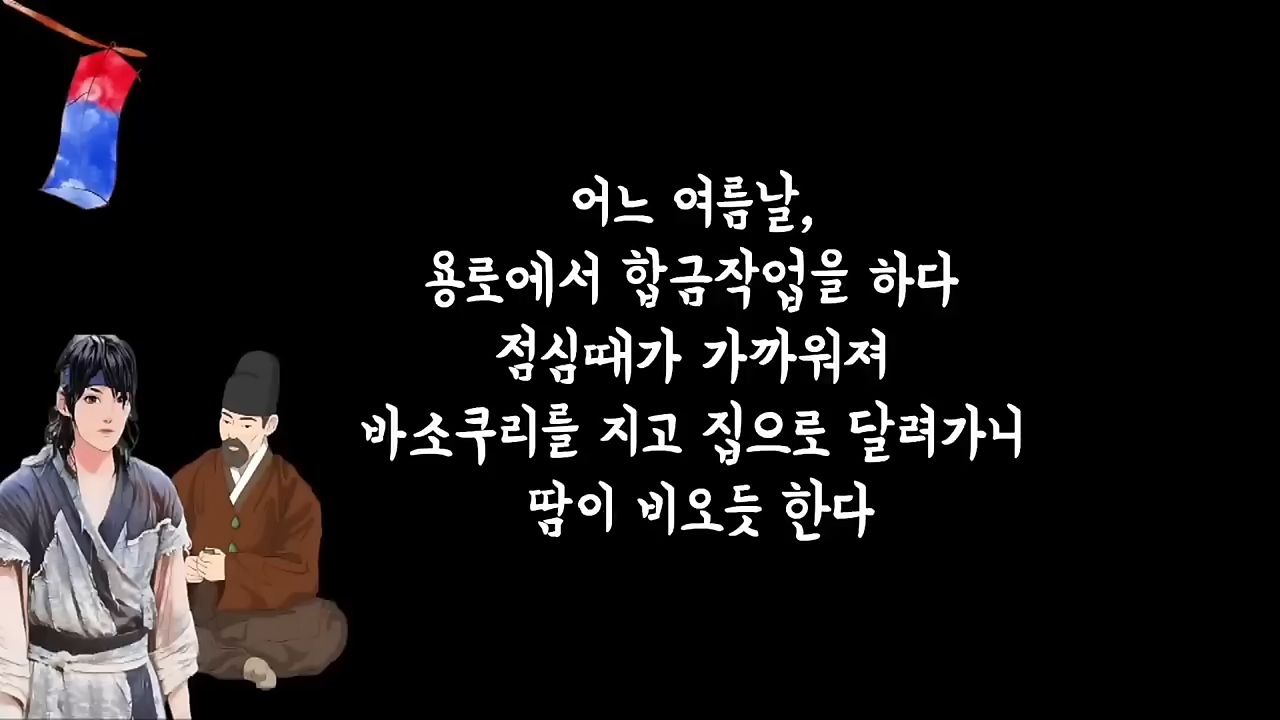 어느 여름날,
용로에서 합금작업을 하다
점심때가 가까워져
바소쿠리를 지고 집으로 달려가니
땀이 비오듯 한다